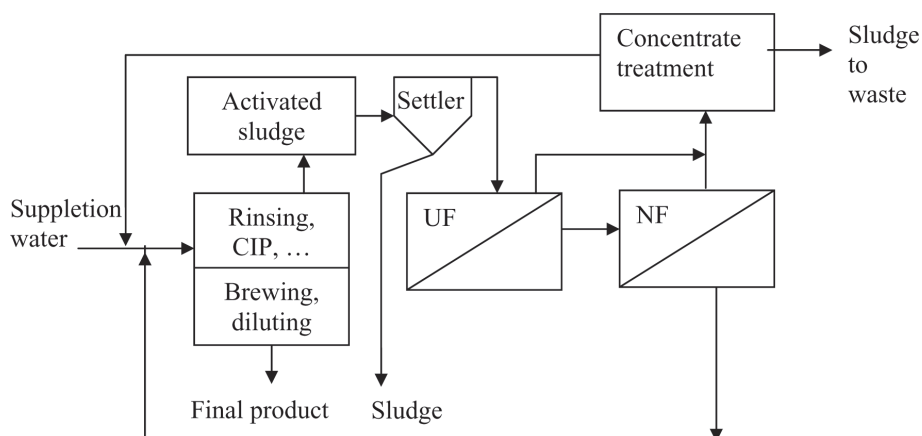 Concentrate
treatment
Sludge
to
waste
Activated
sludge
Settler
Suppletion
water
Rinsing,
CIP, …
Brewing,
diluting
UF
NF
Final product
Sludge